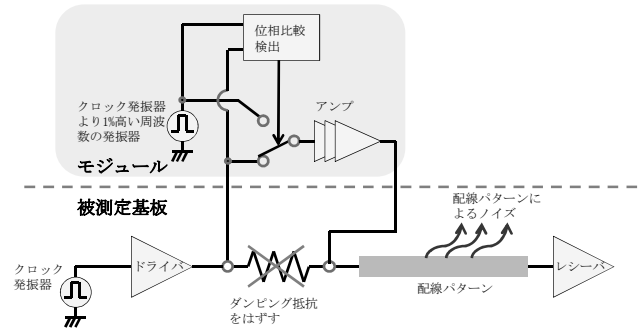 位相比較
検出
クロック発振器
より1%高い周波
数の発振器
アンプ
モジュール
被測定基板
配線パターンに
よるノイズ
ドライバ
レシーバ
クロック
発振器
配線パターン
ダンピング抵抗
をはずす